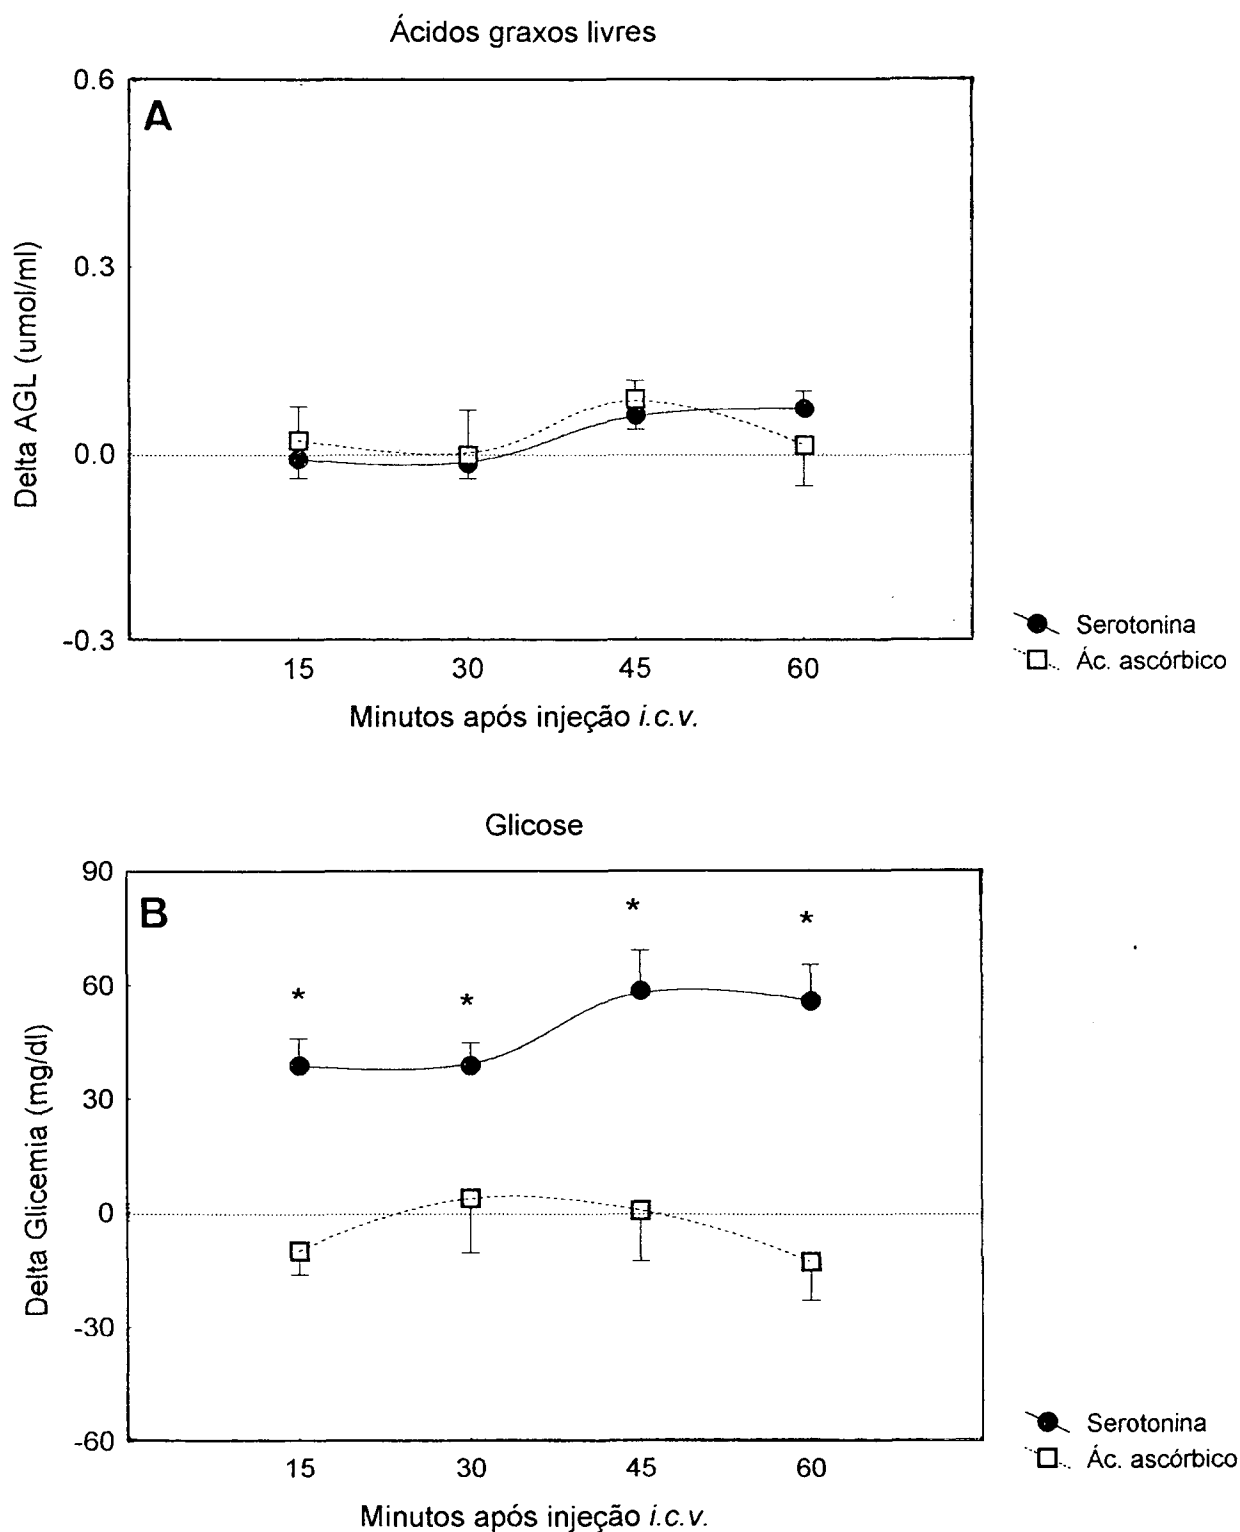 Ácidos graxos livres
0.6
A
0.3
Delta AGL (umol/ml)
0.0
-0.3
15 30 45 60
Minutos após injeção i.c.v.
Serotonina
Ác. ascórbico
Glicose
90
B
* * * *
60
30
Delta Glicemia (mg/dl)
0
-30
-60
15 30 45 60
Minutos após injeção i.c.v.
Serotonina
Ác. ascórbico